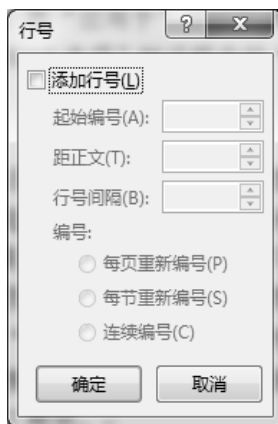 行号
添加行号(L)
起始编号(A):
距正文(T):
行号间隔(B):
编号:
每页重新编号(P)
每节重新编号(S)
连续编号(C)
确定 取消